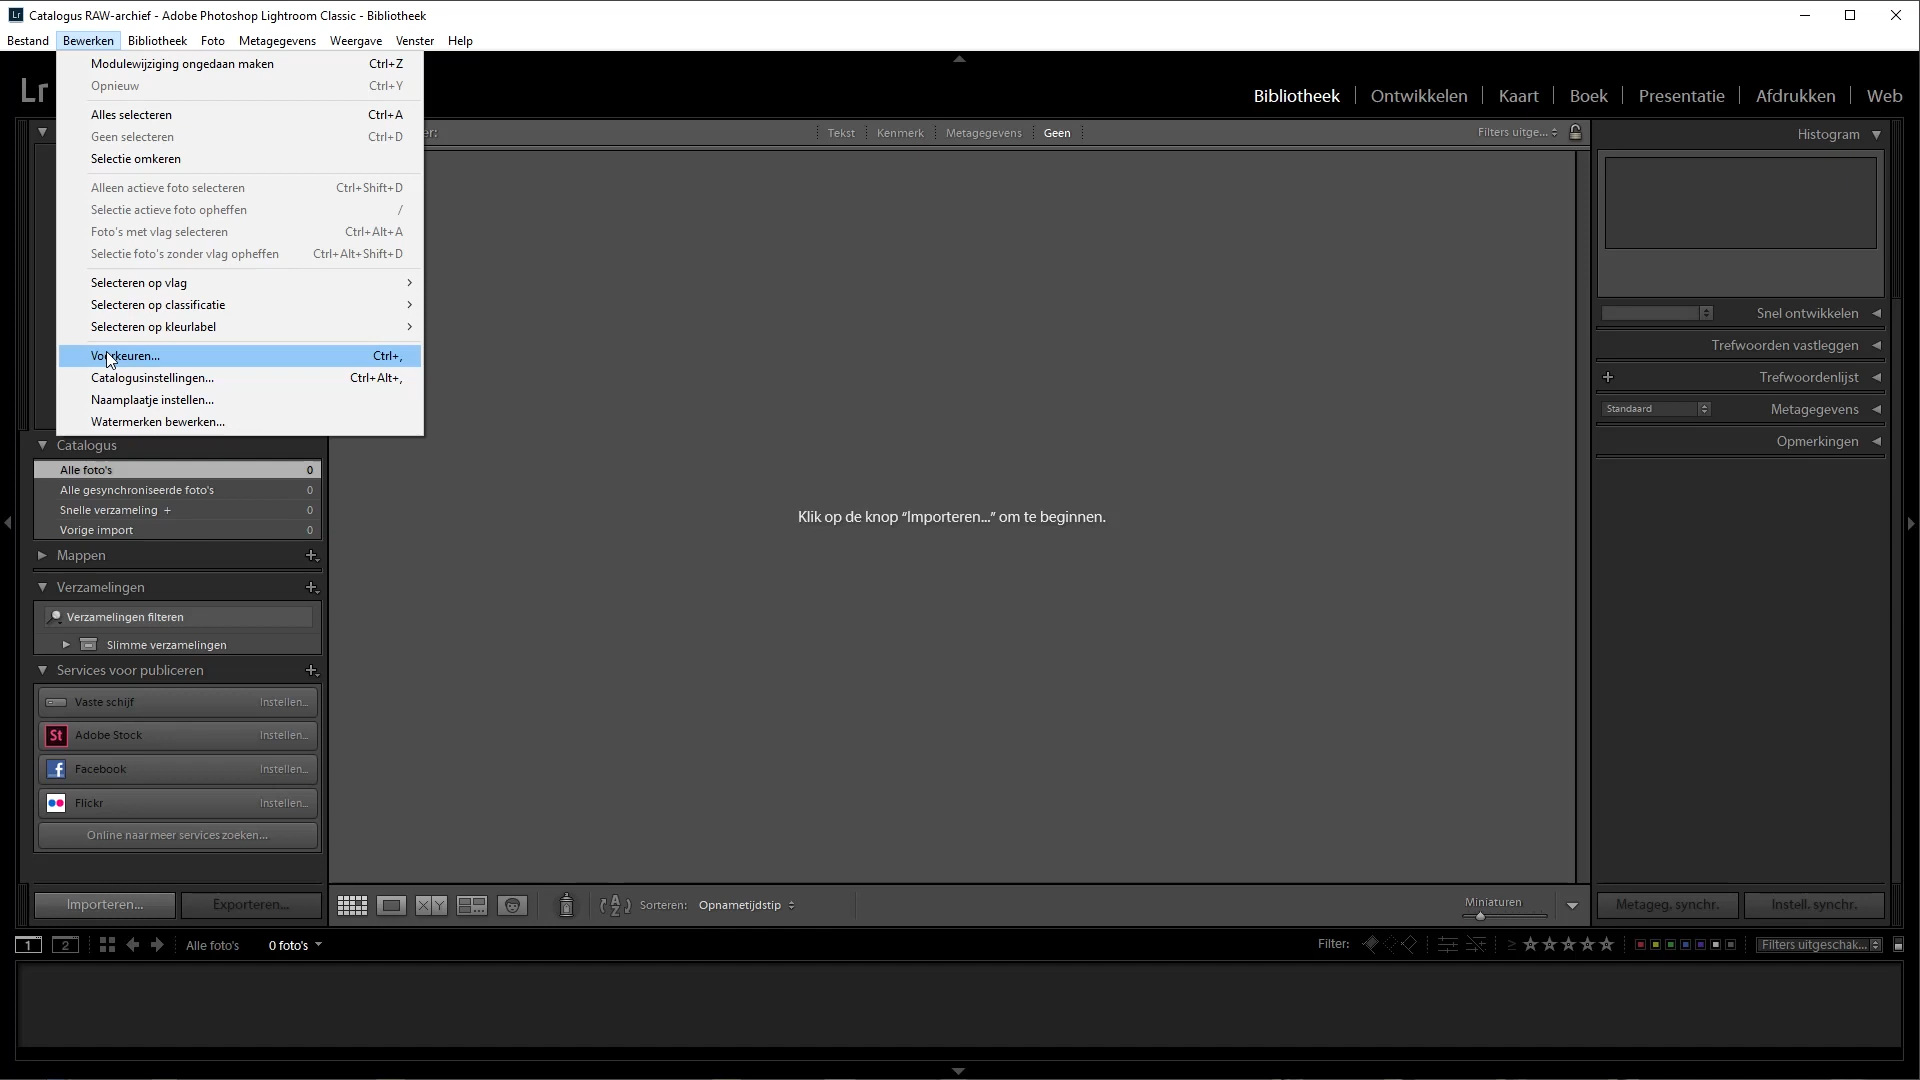 Lr Catalogus RAW-archief - Adobe Photoshop Lightroom Classic - Bibliotheek
Bestand Bewerken Bibliotheek Foto Metagegevens Weergave Venster Help
Modulewijziging ongedaan maken Ctrl+Z
Opnieuw Ctrl+Y
Alles selecteren Ctrl+A
Geen selecteren Ctrl+D
Selectie omkeren
Alleen actieve foto selecteren Ctrl+Shift+D
Selectie actieve foto opheffen /
Foto's met vlag selecteren Ctrl+Alt+A
Selectie foto's zonder vlag opheffen Ctrl+Alt+Shift+D
Selecteren op vlag
Selecteren op classificatie
Selecteren op kleurlabel
Voorkeuren... Ctrl+,
Catalogusinstellingen... Ctrl+Alt+,
Naamplaatje instellen...
Watermerken bewerken...
Lr
Bibliotheek Ontwikkelen Kaart Boek Presentatie Afdrukken Web
er: Tekst Kenmerk Metagegevens Geen Filters uitge...
Histogram
Snel ontwikkelen
Trefwoorden vastleggen
+ Trefwoordenlijst
Standaard Metagegevens
Opmerkingen
Catalogus
Alle foto's 0
Alle gesynchroniseerde foto's 0
Snelle verzameling + 0
Vorige import 0
Mappen +
Verzamelingen +
Verzamelingen filteren
Slimme verzamelingen
Services voor publiceren +
Vaste schijf Instellen...
St Adobe Stock Instellen...
f Facebook Instellen...
Flickr Instellen...
Online naar meer services zoeken...
Klik op de knop “Importeren...” om te beginnen.
Importeren... Exporteren...
XY AZ Sorteren: Opnametijdstip Miniaturen
Metageg. synchr. Instell. synchr.
1 2 Alle foto's 0 foto's Filter: ≥ Filters uitgeschak...